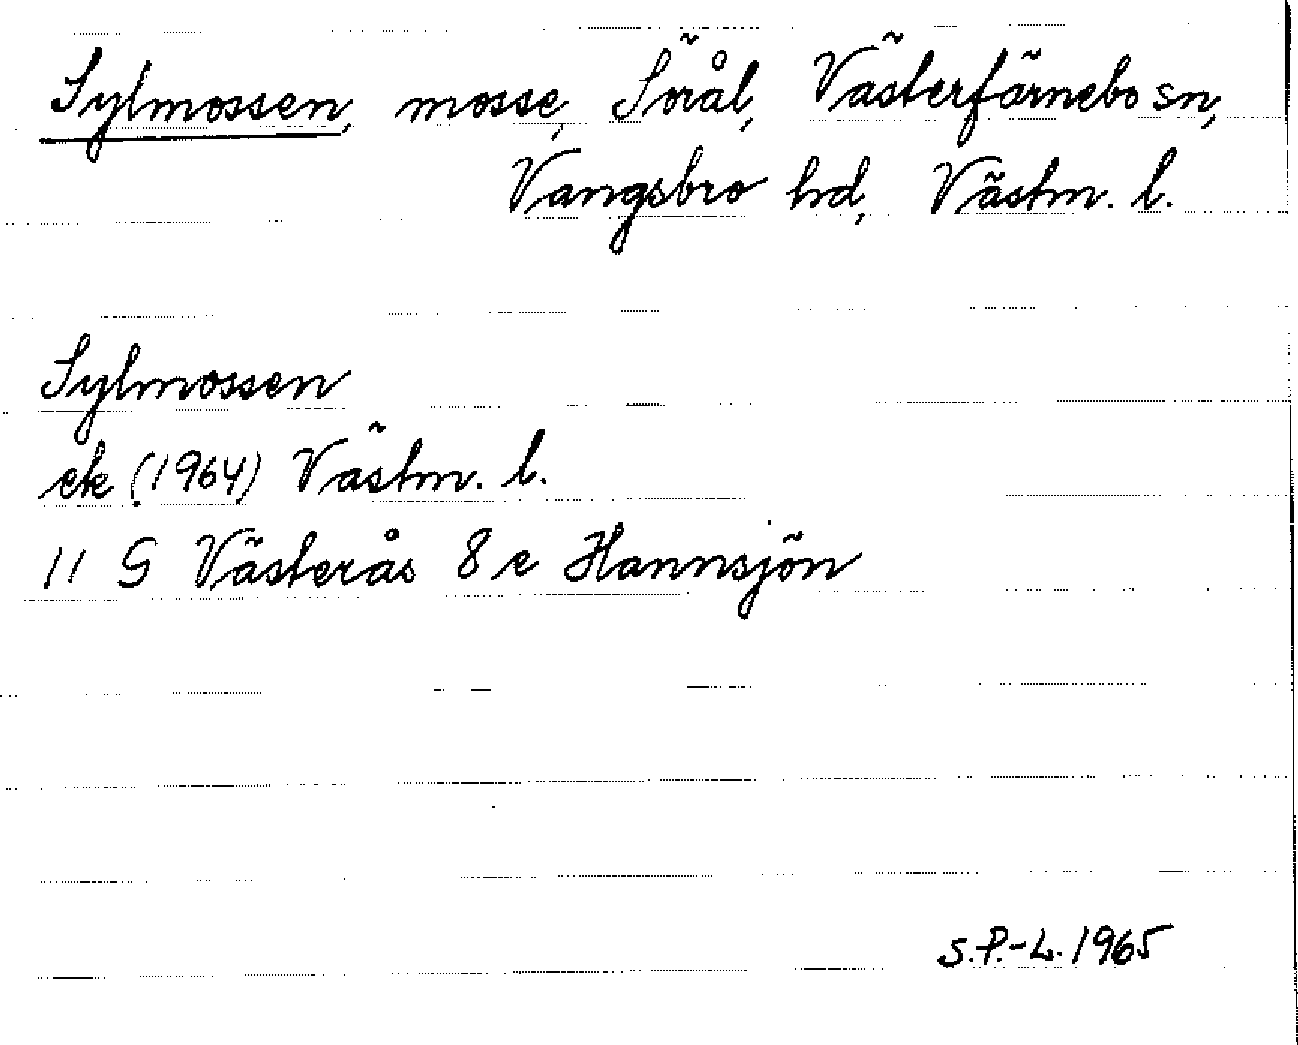 Sylmossen, mosse, Sörål, Västerfärnebo sn,
Vangsbro hd, Västm. l.
Sylmossen
ek (1964) Västm. l.
11 G Västerås 8 e Hannsjön
S.P.-L. 1965